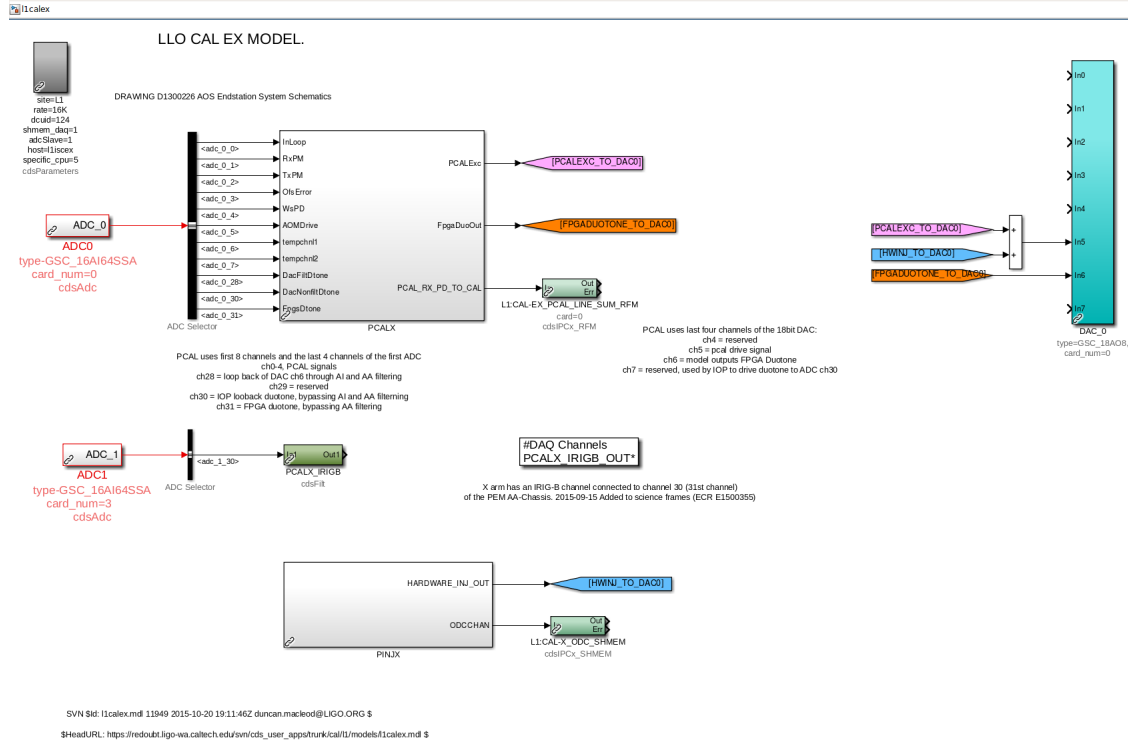 l1calex
LLO CAL EX MODEL.
site=L1
rate=16K
dcuid=124
shmem_daq=1
adcSlave=1
host=l1iscex
specific_cpu=5
cdsParameters
DRAWING D1300226 AOS Endstation System Schematics
ADC_0
ADC0
type-GSC_16AI64SSA
card_num=0
cdsAdc
<adc_0_0>
<adc_0_1>
<adc_0_2>
<adc_0_3>
<adc_0_4>
<adc_0_5>
<adc_0_6>
<adc_0_7>
<adc_0_28>
<adc_0_30>
<adc_0_31>
ADC Selector
InLoop
RxPM
TxPM
OfsError
WsPD
AOMDrive
tempchnl1
tempchnl2
DacFiltDtone
DacNonfiltDtone
FpgsDtone
PCALExc
FpgaDuoOut
PCAL_RX_PD_TO_CAL
PCALX
[PCALEXC_TO_DAC0]
[FPGADUOTONE_TO_DAC0]
In
Out
Err
L1:CAL-EX_PCAL_LINE_SUM_RFM
card=0
cdsIPCx_RFM
[PCALEXC_TO_DAC0]
[HWINJ_TO_DAC0]
[FPGADUOTONE_TO_DAC0]
+
+
In0
In1
In2
In3
In4
In5
In6
In7
DAC_0
type=GSC_18AO8,
card_num=0
PCAL uses last four channels of the 18bit DAC:
ch4 = reserved
ch5 = pcal drive signal
ch6 = model outputs FPGA Duotone
ch7 = reserved, used by IOP to drive duotone to ADC ch30
PCAL uses first 8 channels and the last 4 channels of the first ADC
ch0-4, PCAL signals
ch28 = loop back of DAC ch6 through AI and AA filtering
ch29 = reserved
ch30 = IOP looback duotone, bypassing AI and AA filterning
ch31 = FPGA duotone, bypassing AA filtering
ADC_1
ADC1
type-GSC_16AI64SSA
card_num=3
cdsAdc
<adc_1_30>
ADC Selector
In1
Out1
PCALX_IRIGB
cdsFilt
#DAQ Channels
PCALX_IRIGB_OUT*
X arm has an IRIG-B channel connected to channel 30 (31st channel)
of the PEM AA-Chassis. 2015-09-15 Added to science frames (ECR E1500355)
HARDWARE_INJ_OUT
ODCCHAN
PINJX
[HWINJ_TO_DAC0]
In
Out
Err
L1:CAL-X_ODC_SHMEM
cdsIPCx_SHMEM
SVN $Id: l1calex.mdl 11949 2015-10-20 19:11:46Z duncan.macleod@LIGO.ORG $
$HeadURL: https://redoubt.ligo-wa.caltech.edu/svn/cds_user_apps/trunk/cal/l1/models/l1calex.mdl $